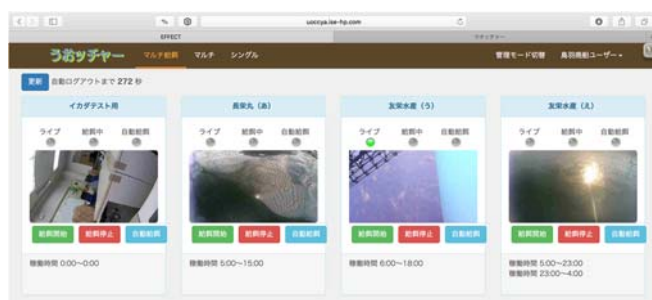 uoccya.ise-hp.com
EFFECT
うおッチャー
うおッチャー マルチ給餌 マルチ シングル 管理モード切替 鳥羽商船ユーザー
更新 自動ログアウトまで 272 秒
イカダテスト用 長栄丸（あ） 友栄水産（う） 友栄水産（え）
ライブ 給餌中 自動給餌 ライブ 給餌中 自動給餌 ライブ 給餌中 自動給餌 ライブ 給餌中 自動給餌
給餌開始 給餌停止 自動給餌 給餌開始 給餌停止 自動給餌 給餌開始 給餌停止 自動給餌 給餌開始 給餌停止 自動給餌
稼働時間 0:00～0:00 稼働時間 5:00～15:00 稼働時間 6:00～18:00 稼働時間 5:00～23:00
稼働時間 23:00～4:00